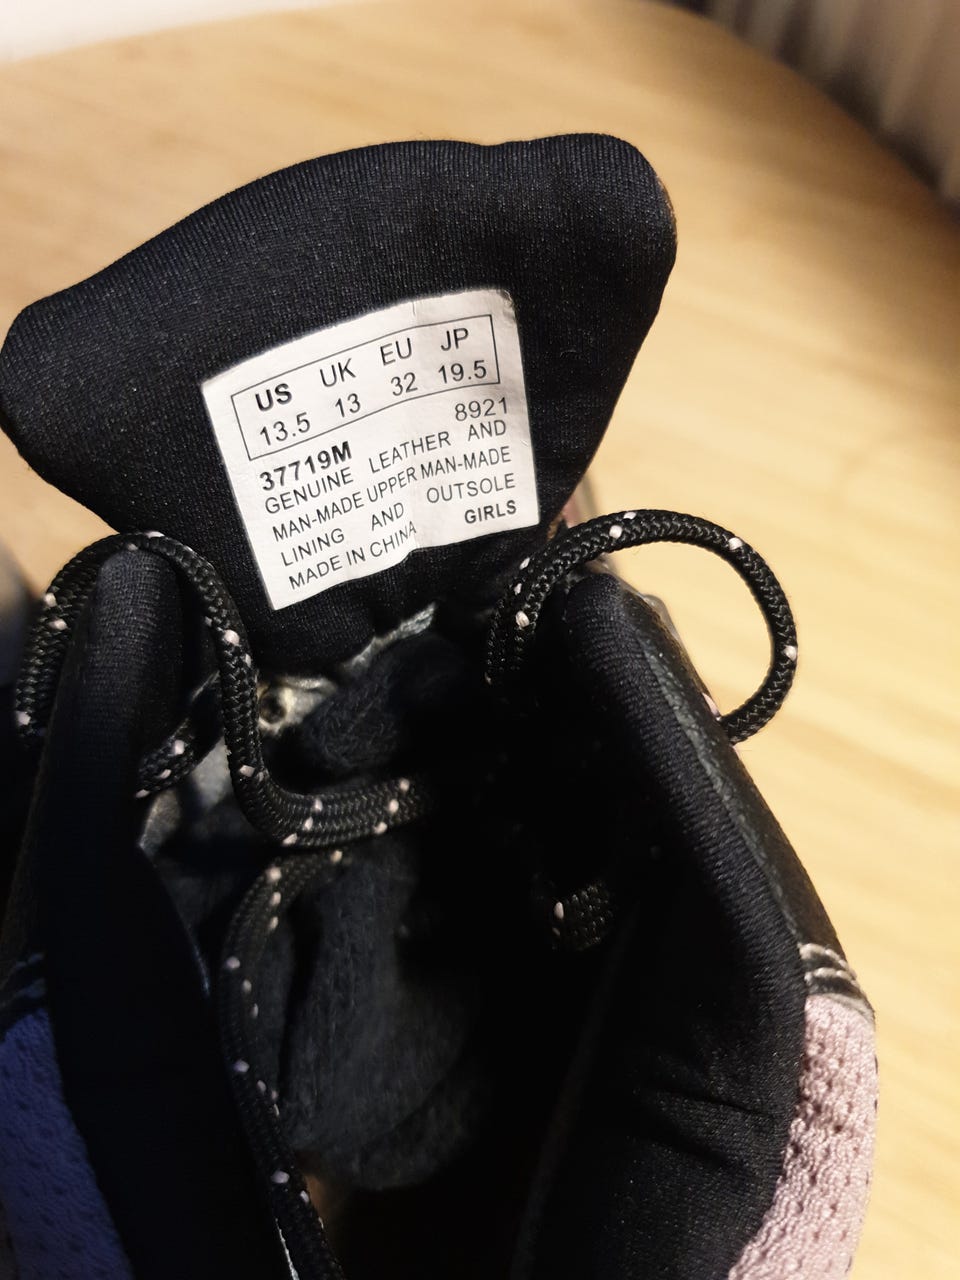 US UK EU JP
13.5 13 32 19.5
37719M 8921
GENUINE LEATHER AND
MAN-MADE UPPER MAN-MADE
LINING AND OUTSOLE
MADE IN CHINA GIRLS